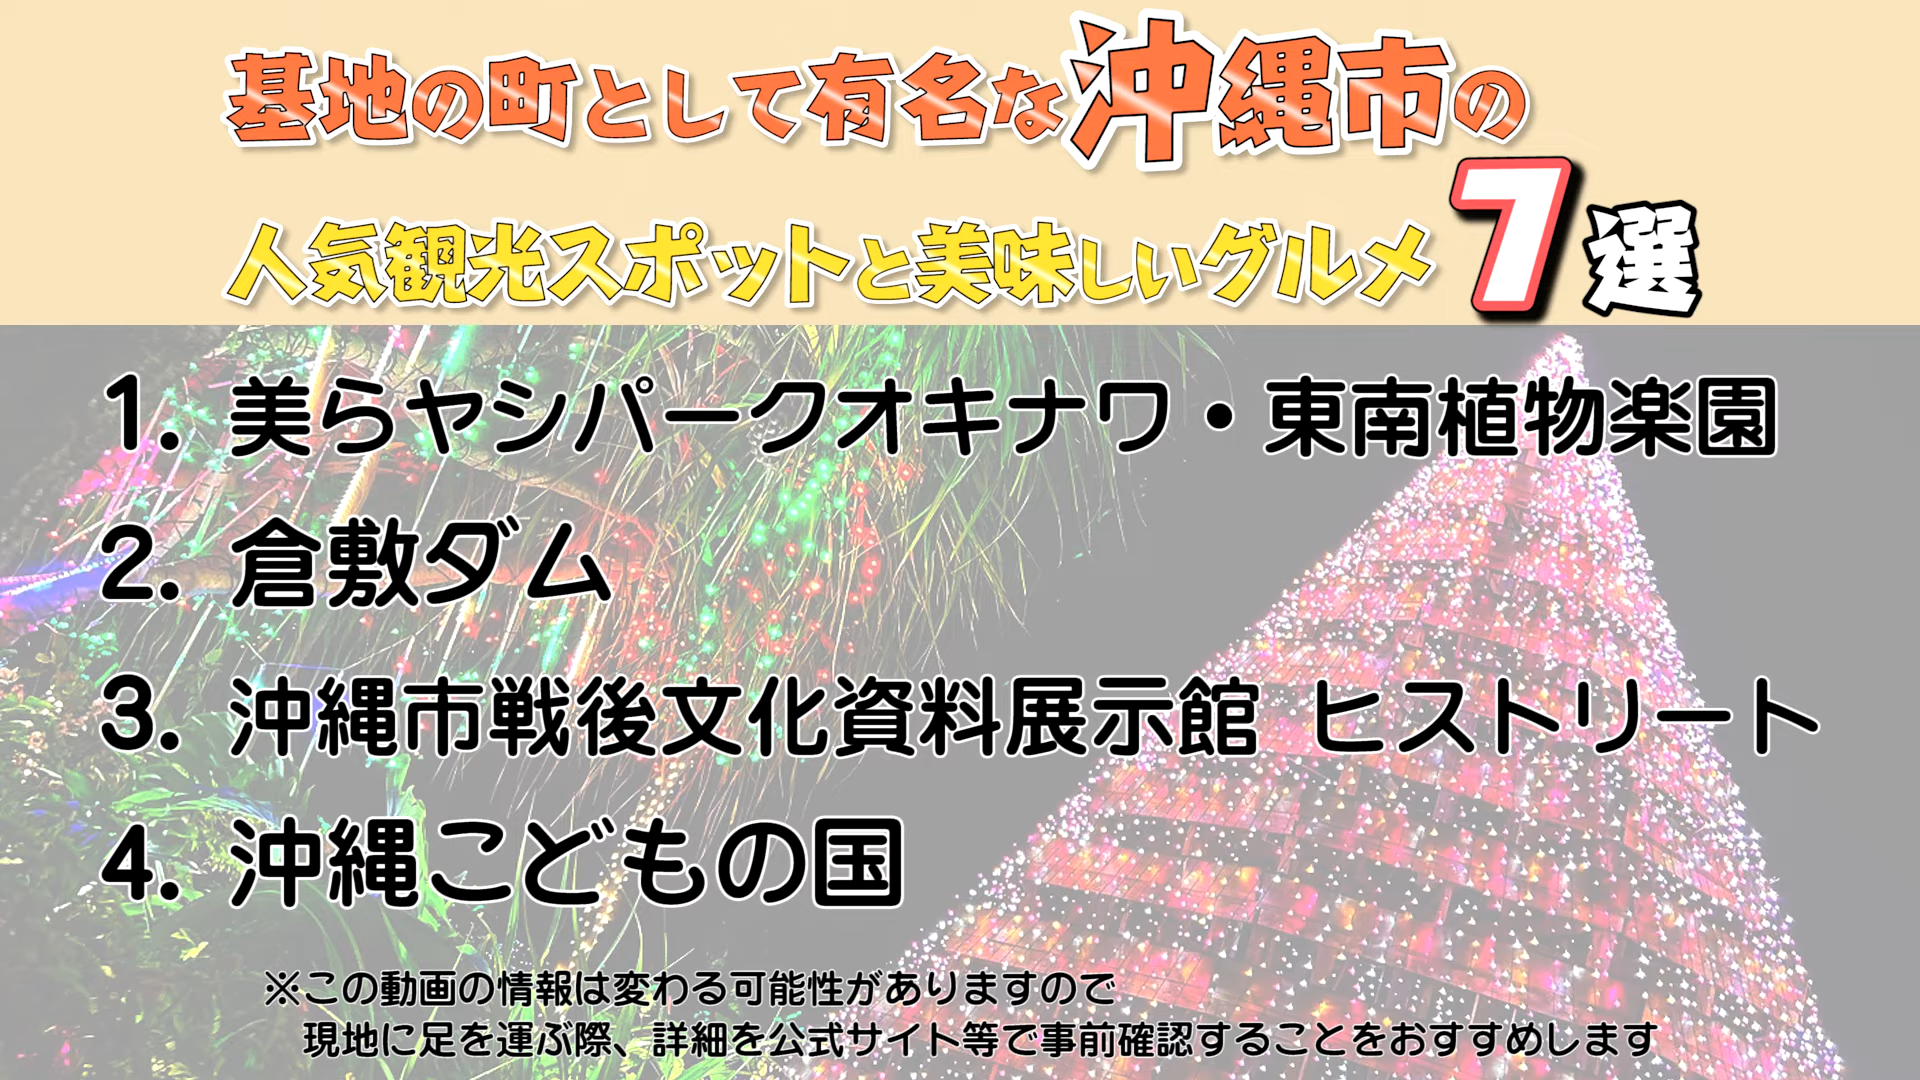 基地の町として有名な沖縄市の
人気観光スポットと美味しいグルメ7選
1. 美らヤシパークオキナワ・東南植物楽園
2. 倉敷ダム
3. 沖縄市戦後文化資料展示館 ヒストリート
4. 沖縄こどもの国
※この動画の情報は変わる可能性がありますので
現地に足を運ぶ際、詳細を公式サイト等で事前確認することをおすすめします